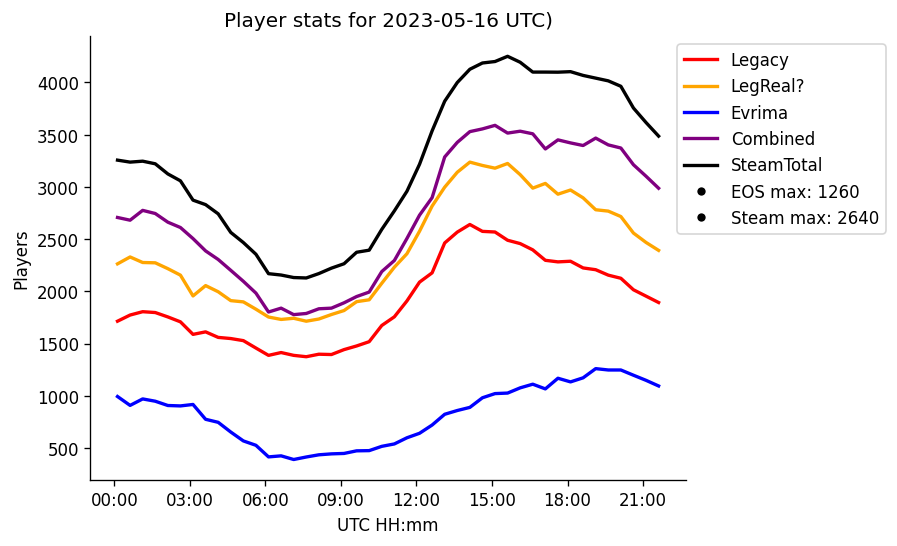 Player stats for 2023-05-16 UTC)
Legacy
LegReal?
Evrima
Combined
SteamTotal
EOS max: 1260
Steam max: 2640
Players
4000
3500
3000
2500
2000
1500
1000
500
00:00 03:00 06:00 09:00 12:00 15:00 18:00 21:00
UTC HH:mm